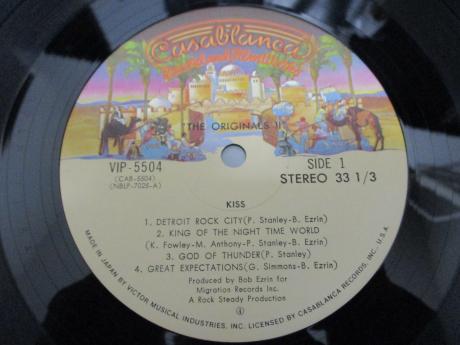 Casablanca
Record and FilmWorks
THE ORIGINALS II
VIP-5504
(CAB-5504)
(NBLP-7025-A)
SIDE 1
STEREO 33 1/3
KISS
1. DETROIT ROCK CITY(P. Stanley-B. Ezrin)
2. KING OF THE NIGHT TIME WORLD
(K. Fowley-M. Anthony-P. Stanley-B. Ezrin)
3. GOD OF THUNDER(P. Stanley)
4. GREAT EXPECTATIONS(G. Simmons-B. Ezrin)
Produced by Bob Ezrin for
Migration Records Inc.
A Rock Steady Production
MADE IN JAPAN BY VICTOR MUSICAL INDUSTRIES, INC. LICENSED BY CASABLANCA RECORDS, INC., U.S.A.